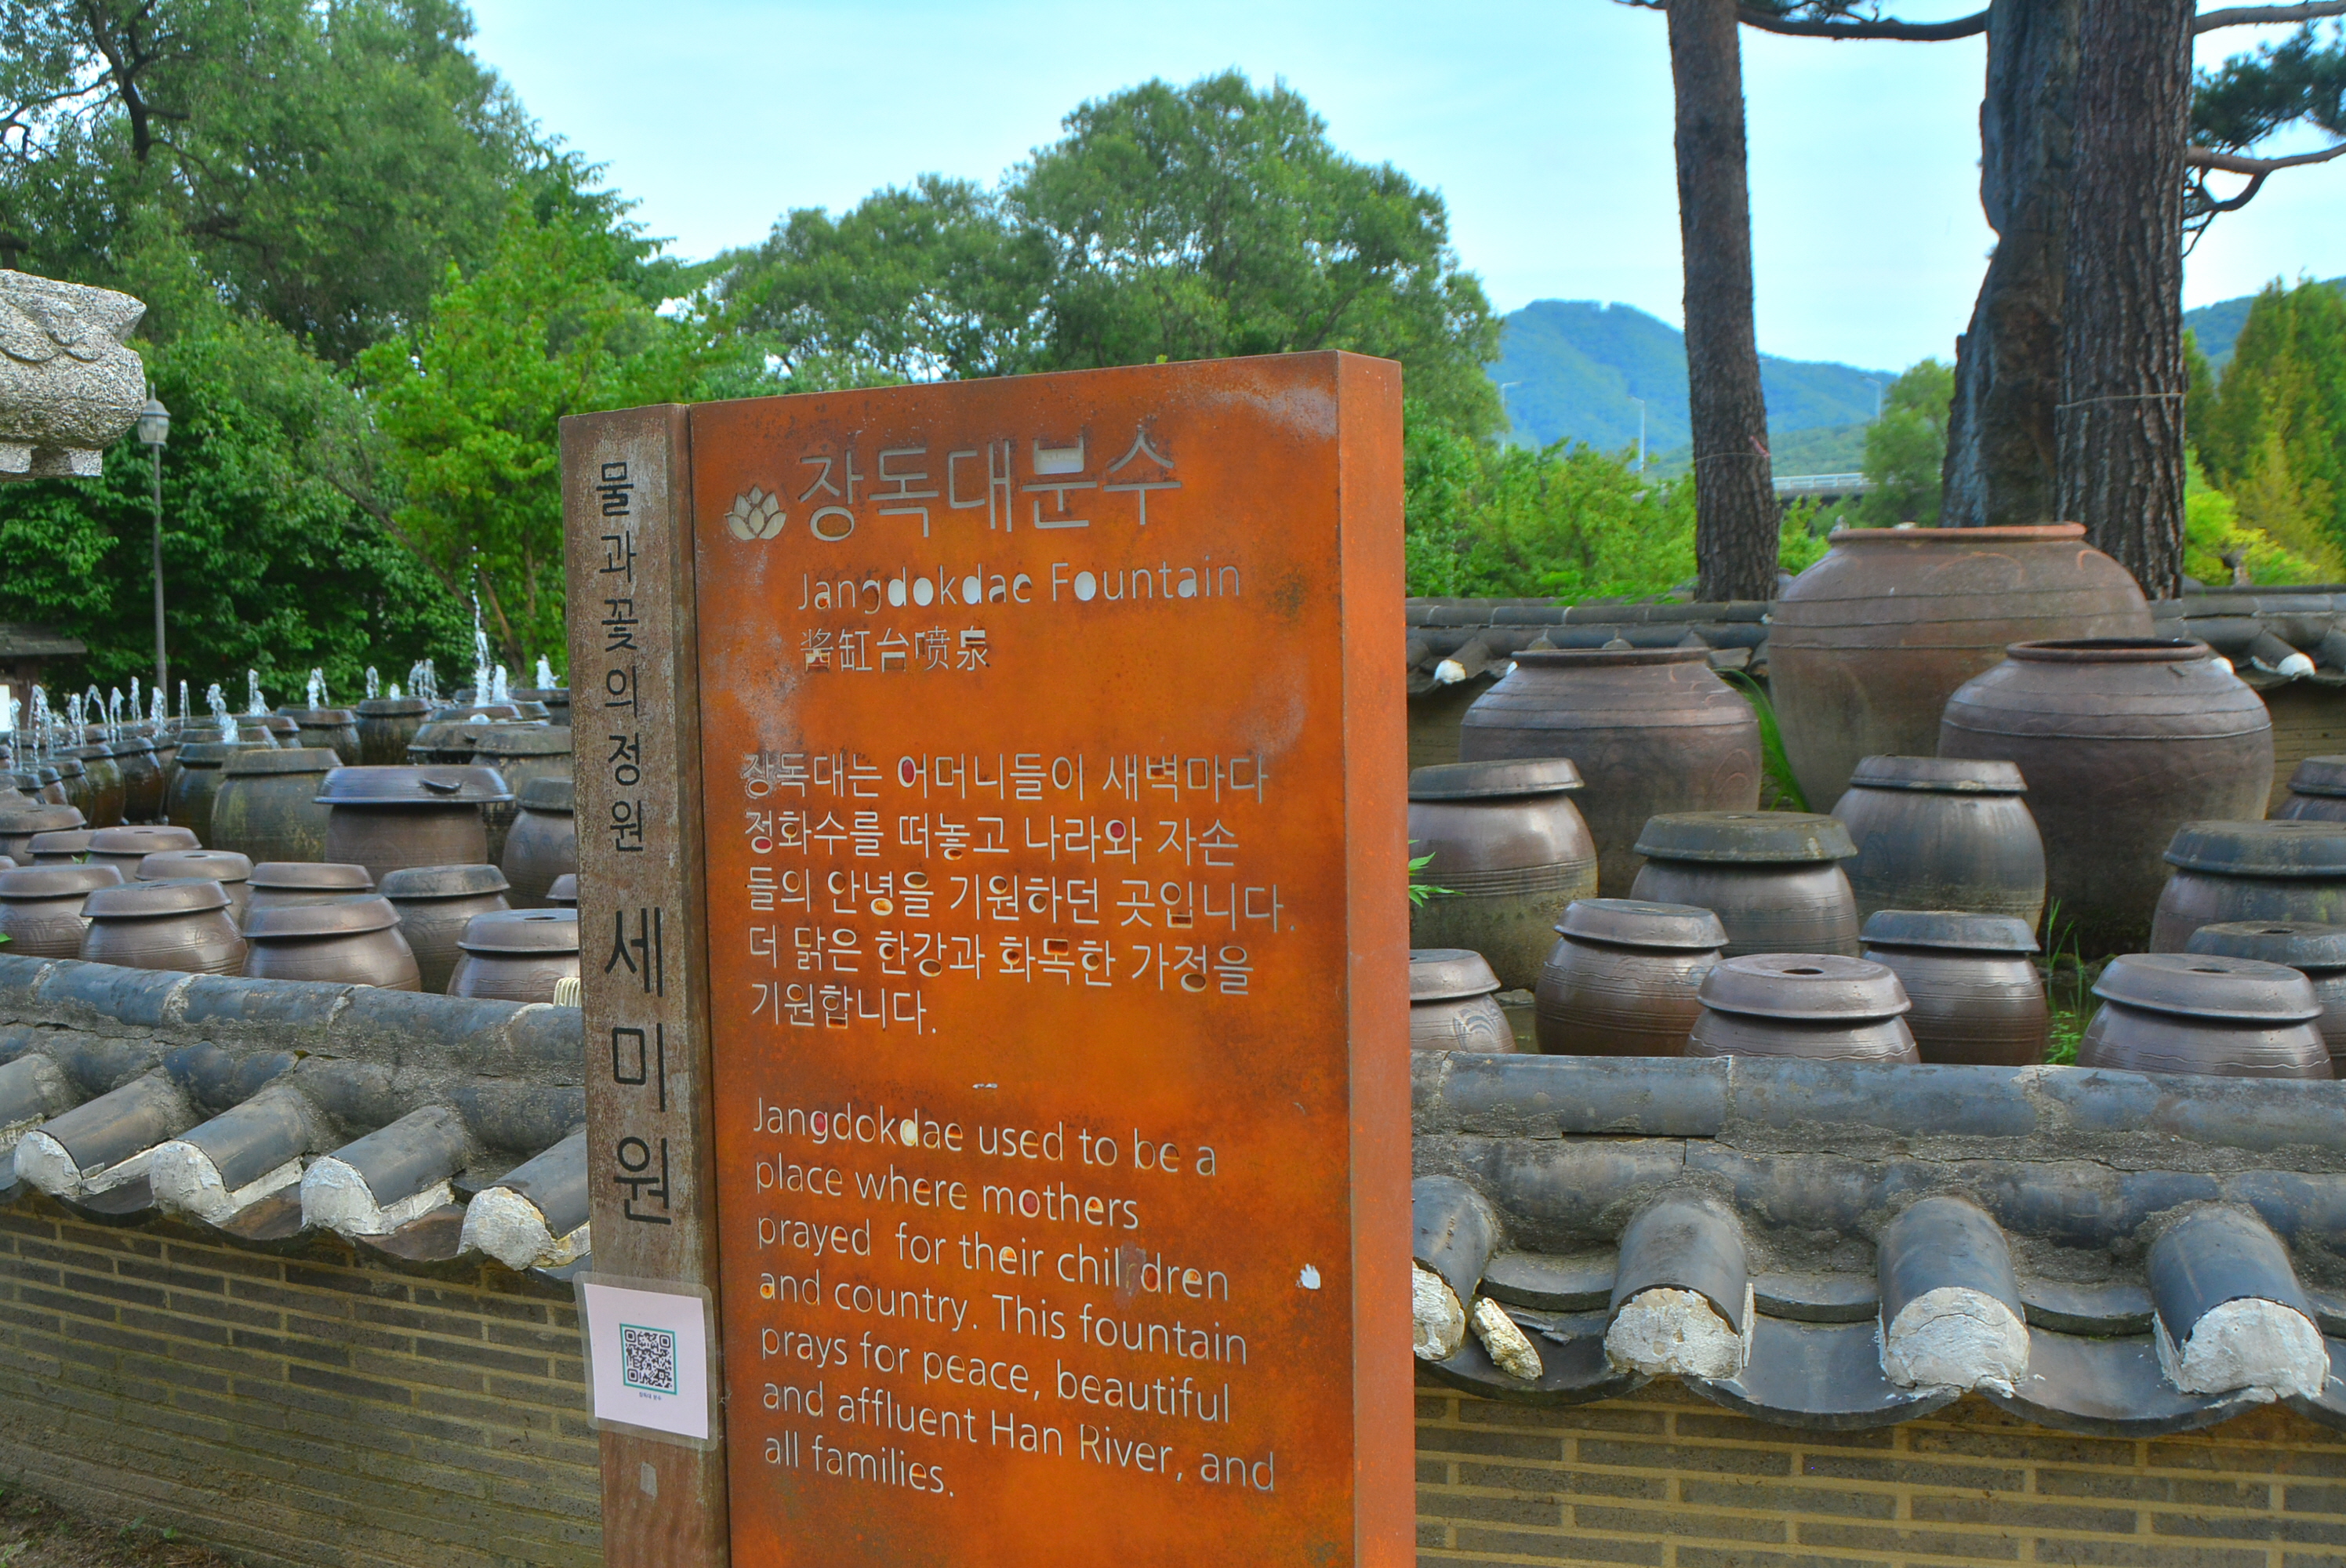 물과꽃의정원 세미원
장독대분수
Jangdokdae Fountain
酱缸台喷泉
장독대는 어머니들이 새벽마다
정화수를 떠놓고 나라와 자손
들의 안녕을 기원하던 곳입니다.
더 맑은 한강과 화목한 가정을
기원합니다.
Jangdokdae used to be a
place where mothers
prayed for their children
and country. This fountain
prays for peace, beautiful
and affluent Han River, and
all families.